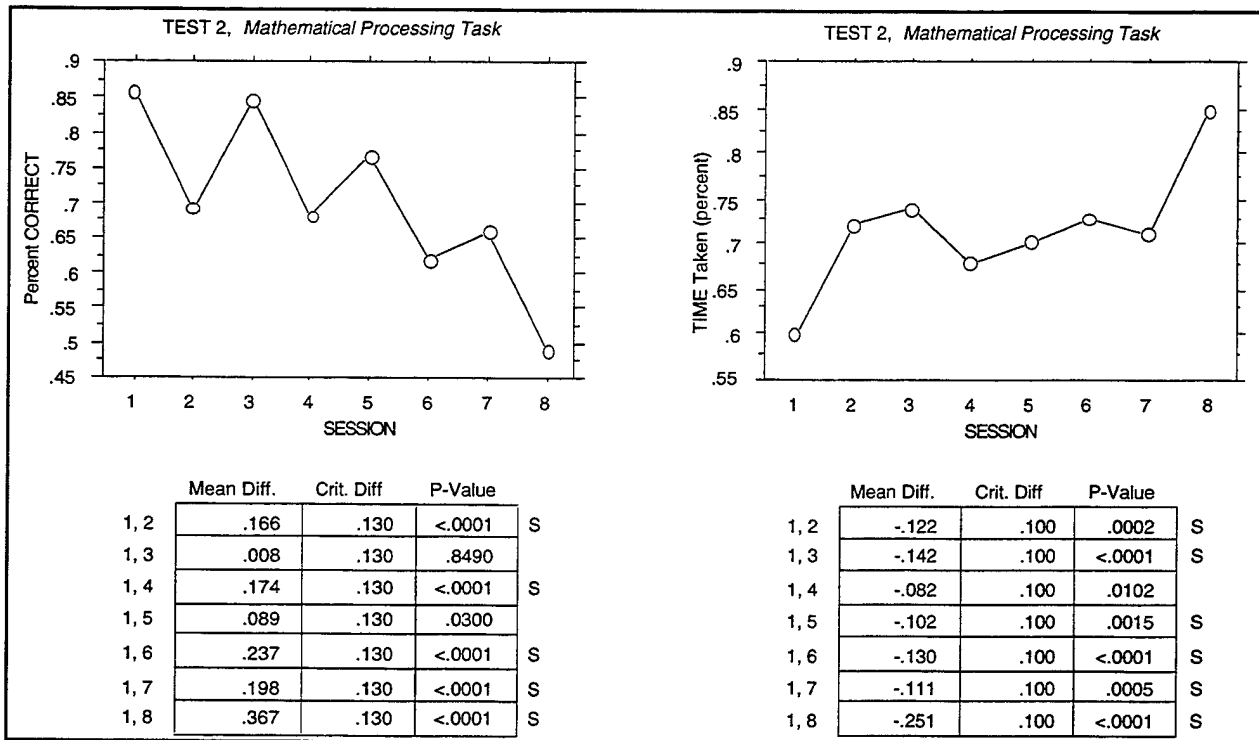 TEST 2, Mathematical Processing Task
Percent CORRECT
.9
.85
.8
.75
.7
.65
.6
.55
.5
.45
1 2 3 4 5 6 7 8
SESSION
Mean Diff. Crit. Diff P-Value
1, 2 .166 .130 <.0001 S
1, 3 .008 .130 .8490
1, 4 .174 .130 <.0001 S
1, 5 .089 .130 .0300
1, 6 .237 .130 <.0001 S
1, 7 .198 .130 <.0001 S
1, 8 .367 .130 <.0001 S
TEST 2, Mathematical Processing Task
TIME Taken (percent)
.9
.85
.8
.75
.7
.65
.6
.55
1 2 3 4 5 6 7 8
SESSION
Mean Diff. Crit. Diff P-Value
1, 2 -.122 .100 .0002 S
1, 3 -.142 .100 <.0001 S
1, 4 -.082 .100 .0102
1, 5 -.102 .100 .0015 S
1, 6 -.130 .100 <.0001 S
1, 7 -.111 .100 .0005 S
1, 8 -.251 .100 <.0001 S